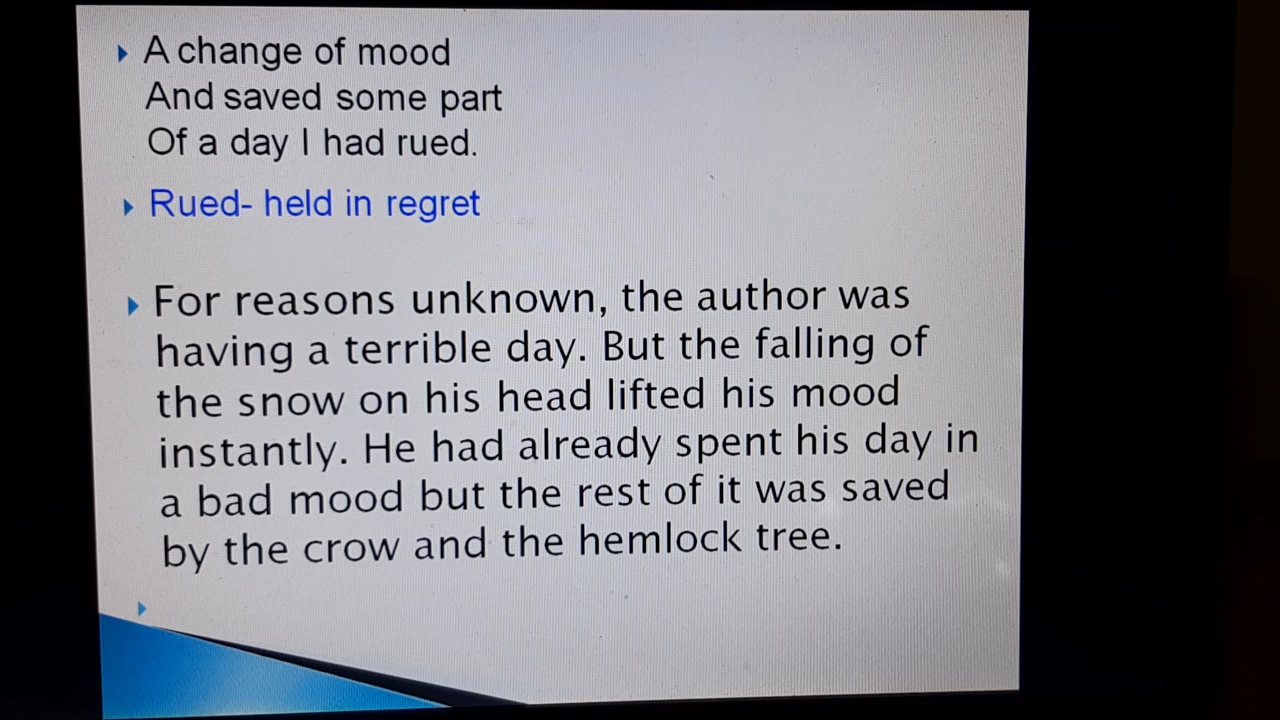 A change of mood
And saved some part
Of a day I had rued.
Rued- held in regret
For reasons unknown, the author was
having a terrible day. But the falling of
the snow on his head lifted his mood
instantly. He had already spent his day in
a bad mood but the rest of it was saved
by the crow and the hemlock tree.